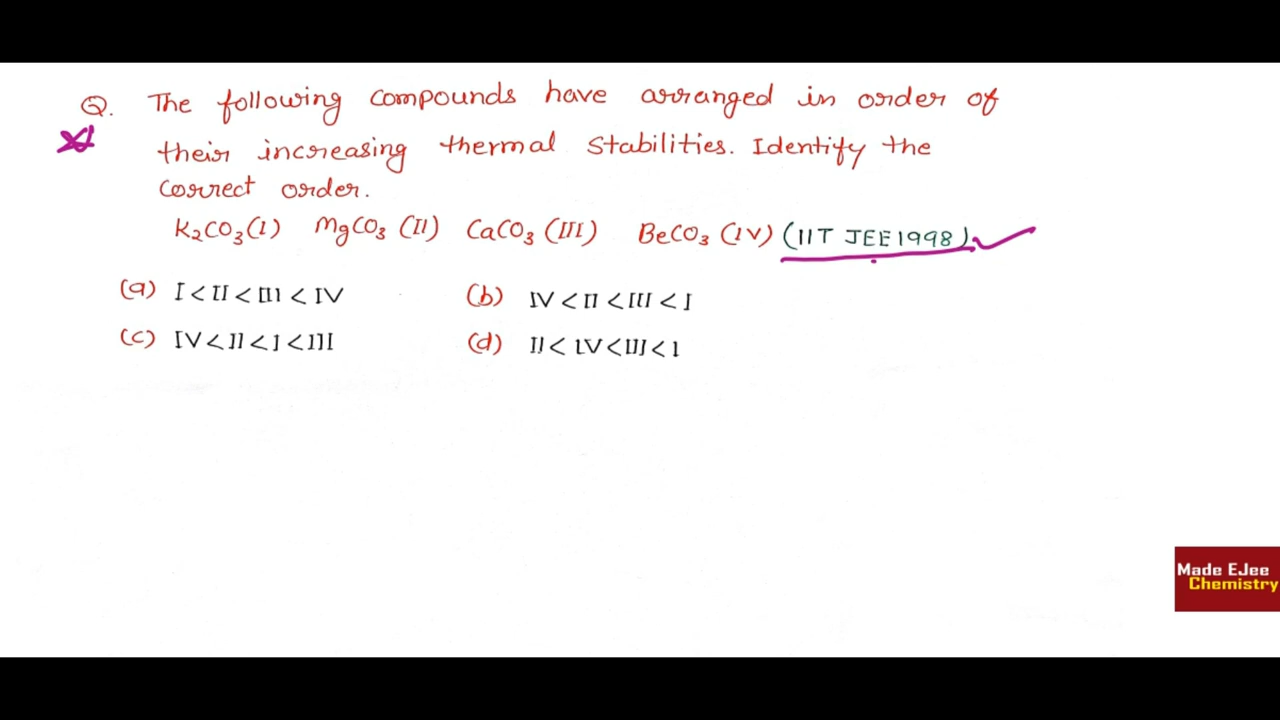 Q. The following compounds have arranged in order of
their increasing thermal stabilities. Identify the
correct order.
K2CO3(I) MgCO3 (II) CaCO3 (III) BeCO3 (IV) (IIT JEE 1998)
(a) I < II < III < IV (b) IV < II < III < I
(c) IV < II < I < III (d) II < IV < III < I
Made EJee
Chemistry